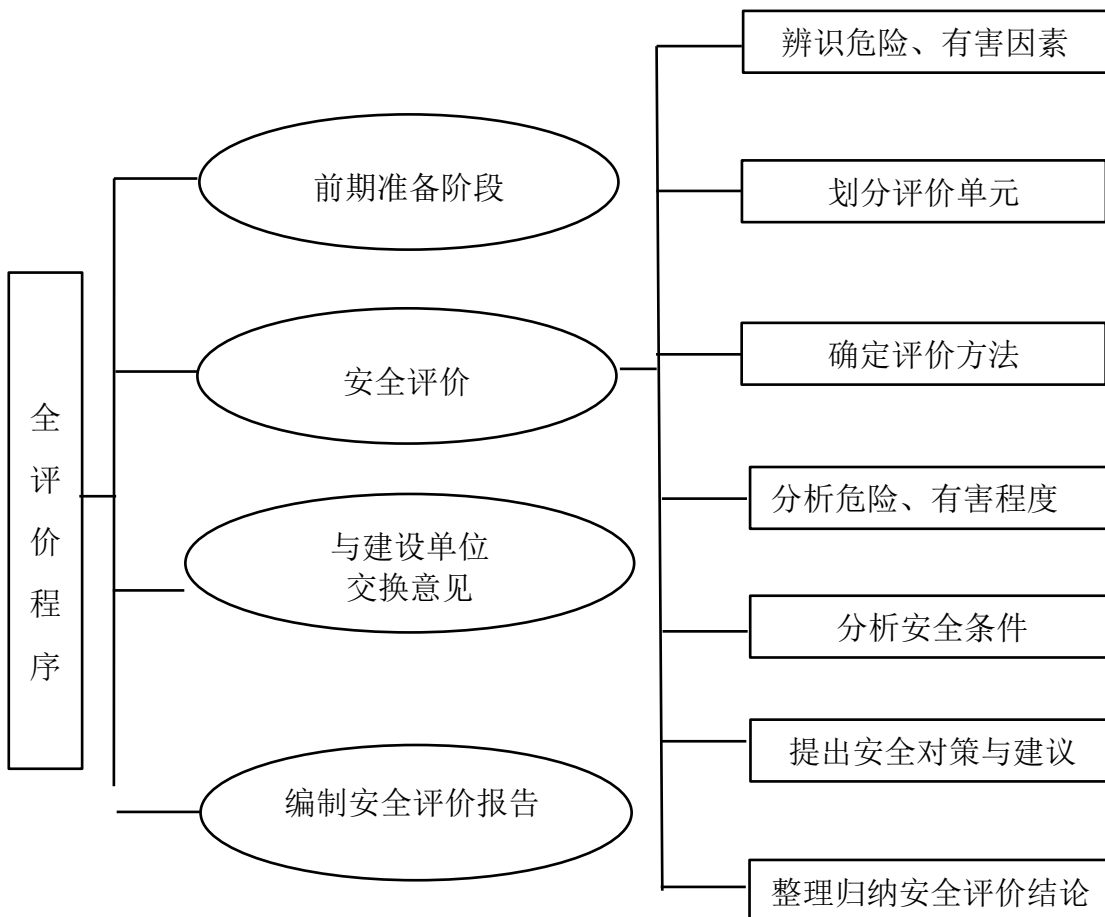 全评价程序
前期准备阶段
安全评价
与建设单位
交换意见
编制安全评价报告
辨识危险、有害因素
划分评价单元
确定评价方法
分析危险、有害程度
分析安全条件
提出安全对策与建议
整理归纳安全评价结论